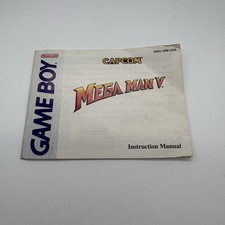 CAPCOM
MEGA MAN V
Instruction Manual
GAME BOY